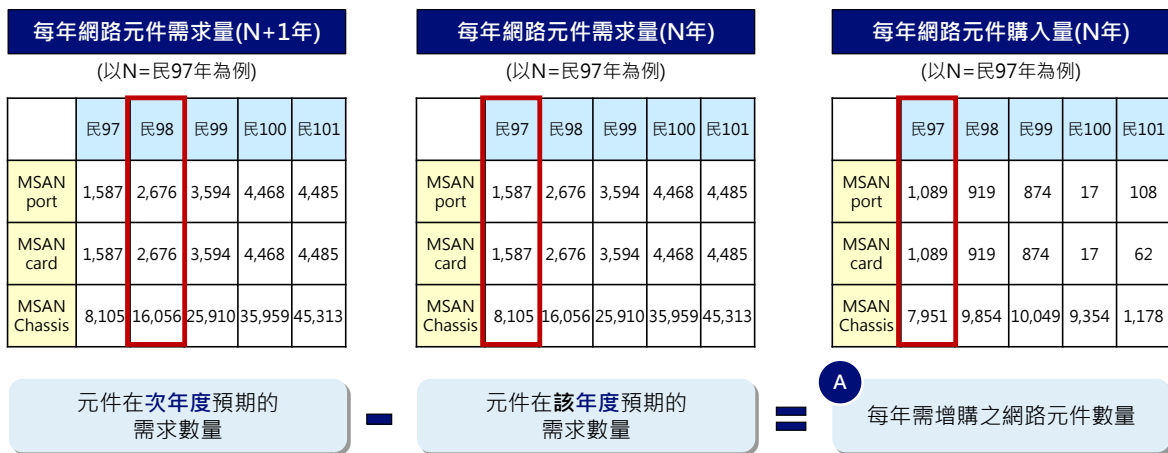 每年網路元件需求量(N+1年)
(以N=民97年為例)
民97 民98 民99 民100 民101
MSAN port 1,587 2,676 3,594 4,468 4,485
MSAN card 1,587 2,676 3,594 4,468 4,485
MSAN Chassis 8,105 16,056 25,910 35,959 45,313
元件在次年度預期的
需求數量
-
每年網路元件需求量(N年)
(以N=民97年為例)
民97 民98 民99 民100 民101
MSAN port 1,587 2,676 3,594 4,468 4,485
MSAN card 1,587 2,676 3,594 4,468 4,485
MSAN Chassis 8,105 16,056 25,910 35,959 45,313
元件在該年度預期的
需求數量
=
每年網路元件購入量(N年)
(以N=民97年為例)
民97 民98 民99 民100 民101
MSAN port 1,089 919 874 17 108
MSAN card 1,089 919 874 17 62
MSAN Chassis 7,951 9,854 10,049 9,354 1,178
A
每年需增購之網路元件數量